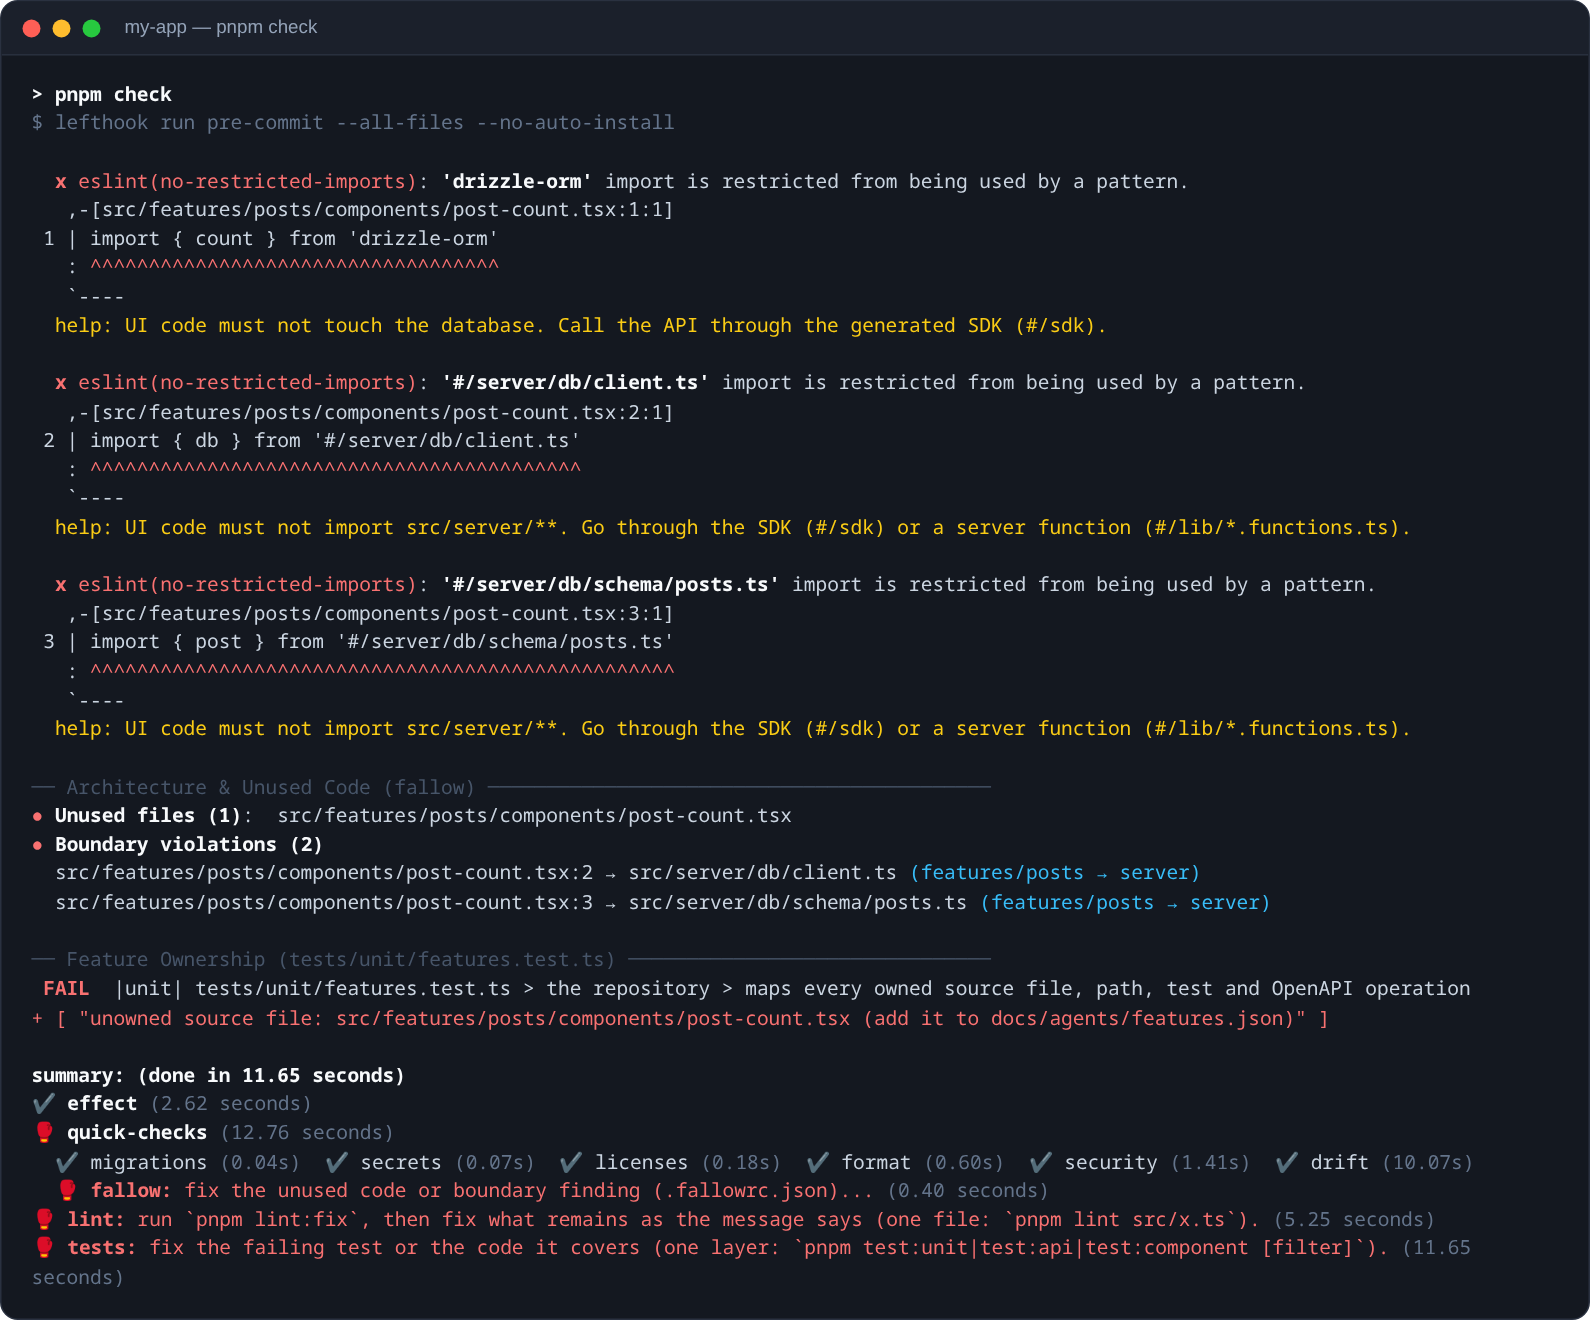 my-app — pnpm check
> pnpm check
$ lefthook run pre-commit --all-files --no-auto-install
x eslint(no-restricted-imports): 'drizzle-orm' import is restricted from being used by a pattern.
,-[src/features/posts/components/post-count.tsx:1:1]
1 | import { count } from 'drizzle-orm'
: ^^^^^^^^^^^^^^^^^^^^^^^^^^^^^^^^^^^
`----
help: UI code must not touch the database. Call the API through the generated SDK (#/sdk).
x eslint(no-restricted-imports): '#/server/db/client.ts' import is restricted from being used by a pattern.
,-[src/features/posts/components/post-count.tsx:2:1]
2 | import { db } from '#/server/db/client.ts'
: ^^^^^^^^^^^^^^^^^^^^^^^^^^^^^^^^^^^^^^^^^^
`----
help: UI code must not import src/server/**. Go through the SDK (#/sdk) or a server function (#/lib/*.functions.ts).
x eslint(no-restricted-imports): '#/server/db/schema/posts.ts' import is restricted from being used by a pattern.
,-[src/features/posts/components/post-count.tsx:3:1]
3 | import { post } from '#/server/db/schema/posts.ts'
: ^^^^^^^^^^^^^^^^^^^^^^^^^^^^^^^^^^^^^^^^^^^^^^^^^^
`----
help: UI code must not import src/server/**. Go through the SDK (#/sdk) or a server function (#/lib/*.functions.ts).
── Architecture & Unused Code (fallow) ───────────────────────────────────────────
● Unused files (1):  src/features/posts/components/post-count.tsx
● Boundary violations (2)
src/features/posts/components/post-count.tsx:2 → src/server/db/client.ts (features/posts → server)
src/features/posts/components/post-count.tsx:3 → src/server/db/schema/posts.ts (features/posts → server)
── Feature Ownership (tests/unit/features.test.ts) ───────────────────────────────
FAIL  |unit| tests/unit/features.test.ts > the repository > maps every owned source file, path, test and OpenAPI operation
+ [ "unowned source file: src/features/posts/components/post-count.tsx (add it to docs/agents/features.json)" ]
summary: (done in 11.65 seconds)
✔️ effect (2.62 seconds)
🥊 quick-checks (12.76 seconds)
✔️ migrations (0.04s)  ✔️ secrets (0.07s)  ✔️ licenses (0.18s)  ✔️ format (0.60s)  ✔️ security (1.41s)  ✔️ drift (10.07s)
🥊 fallow: fix the unused code or boundary finding (.fallowrc.json)... (0.40 seconds)
🥊 lint: run `pnpm lint:fix`, then fix what remains as the message says (one file: `pnpm lint src/x.ts`). (5.25 seconds)
🥊 tests: fix the failing test or the code it covers (one layer: `pnpm test:unit|test:api|test:component [filter]`). (11.65
seconds)